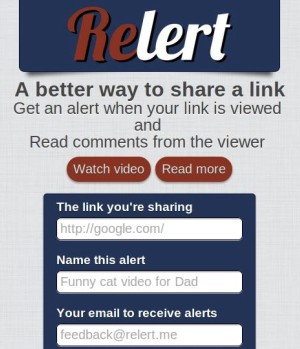 Relert
A better way to share a link
Get an alert when your link is viewed
and
Read comments from the viewer
Watch video Read more
The link you're sharing
http://google.com/
Name this alert
Funny cat video for Dad
Your email to receive alerts
feedback@relert.me